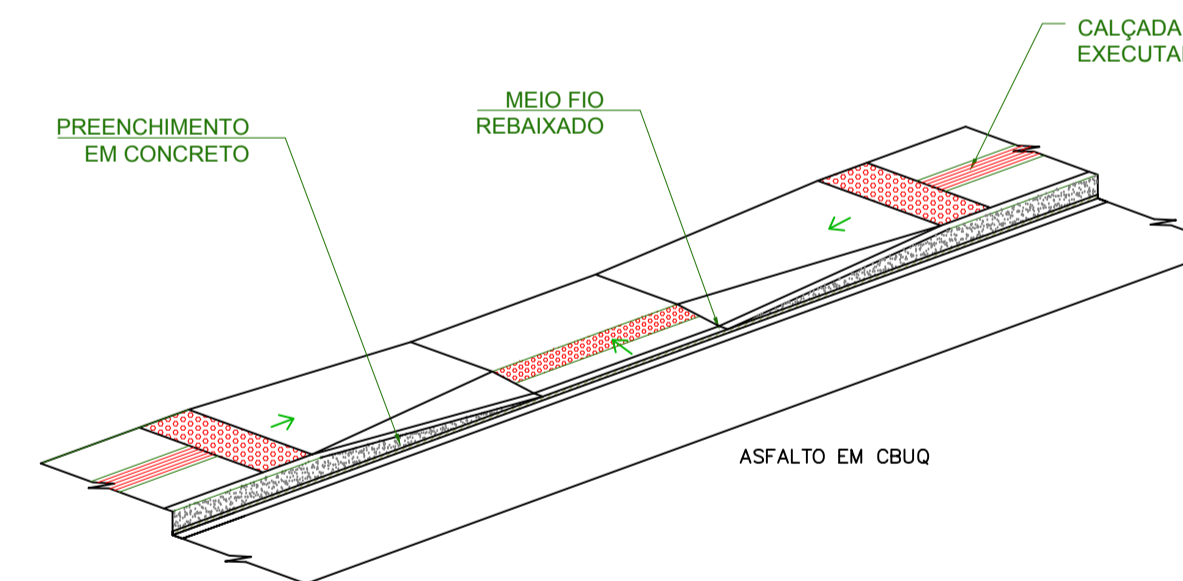 CALÇADA
MEIO FIO
REBAIXADO
PREENCHIMENTO
EM CONCRETO
ASFALTO EM CBUQ